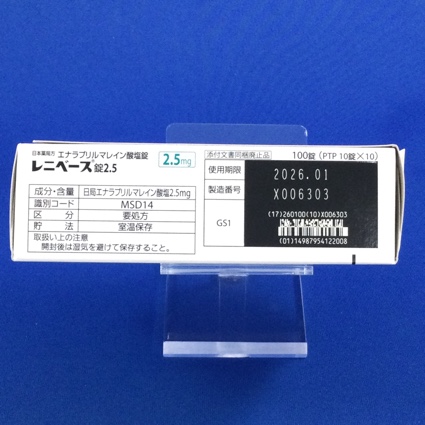 日本薬局方 エナラプリルマレイン酸塩錠
レニベース錠2.5
2.5mg
成分・含量 日局エナラプリルマレイン酸塩2.5mg
識別コード MSD14
区分 要処方
貯法 室温保存
取扱い上の注意
開封後は湿気を避けて保存すること。
添付文書同梱廃止品
100錠(PTP 10錠×10)
使用期限 2026.01
製造番号 X006303
GS1
(17)260100(10)X006303
(01)14987954122008